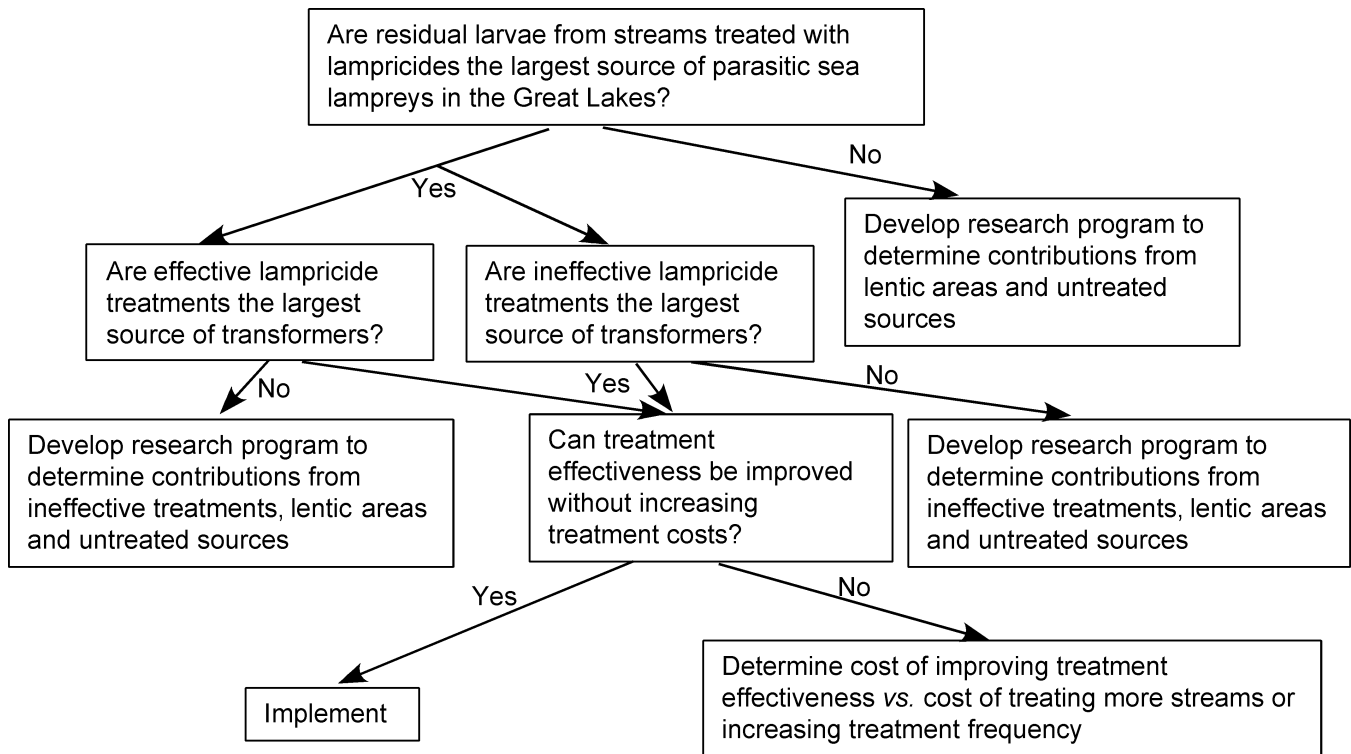 Are residual larvae from streams treated with
lampricides the largest source of parasitic sea
lampreys in the Great Lakes?
No
Yes
Develop research program to
determine contributions from
lentic areas and untreated
sources
Are effective lampricide
treatments the largest
source of transformers?
Are ineffective lampricide
treatments the largest
source of transformers?
No
Yes
No
Develop research program to
determine contributions from
ineffective treatments, lentic areas
and untreated sources
Can treatment
effectiveness be improved
without increasing
treatment costs?
Develop research program to
determine contributions from
ineffective treatments, lentic areas
and untreated sources
Yes
No
Implement
Determine cost of improving treatment
effectiveness vs. cost of treating more streams or
increasing treatment frequency